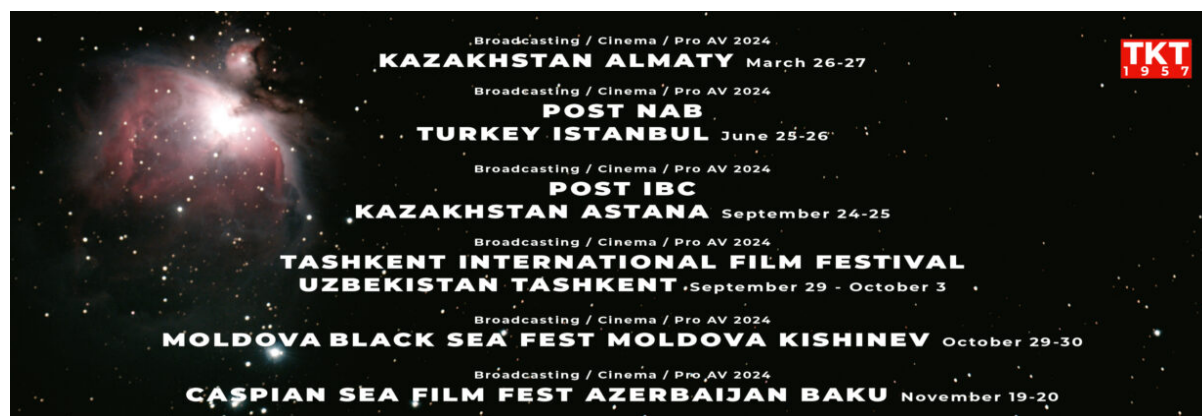 Broadcasting / Cinema / Pro AV 2024
KAZAKHSTAN ALMATY March 26-27
TKT
1957
Broadcasting / Cinema / Pro AV 2024
POST NAB
TURKEY ISTANBUL June 25-26
Broadcasting / Cinema / Pro AV 2024
POST IBC
KAZAKHSTAN ASTANA September 24-25
Broadcasting / Cinema / Pro AV 2024
TASHKENT INTERNATIONAL FILM FESTIVAL
UZBEKISTAN TASHKENT September 29 - October 3
Broadcasting / Cinema / Pro AV 2024
MOLDOVA BLACK SEA FEST MOLDOVA KISHINEV October 29-30
Broadcasting / Cinema / Pro AV 2024
CASPIAN SEA FILM FEST AZERBAIJAN BAKU November 19-20